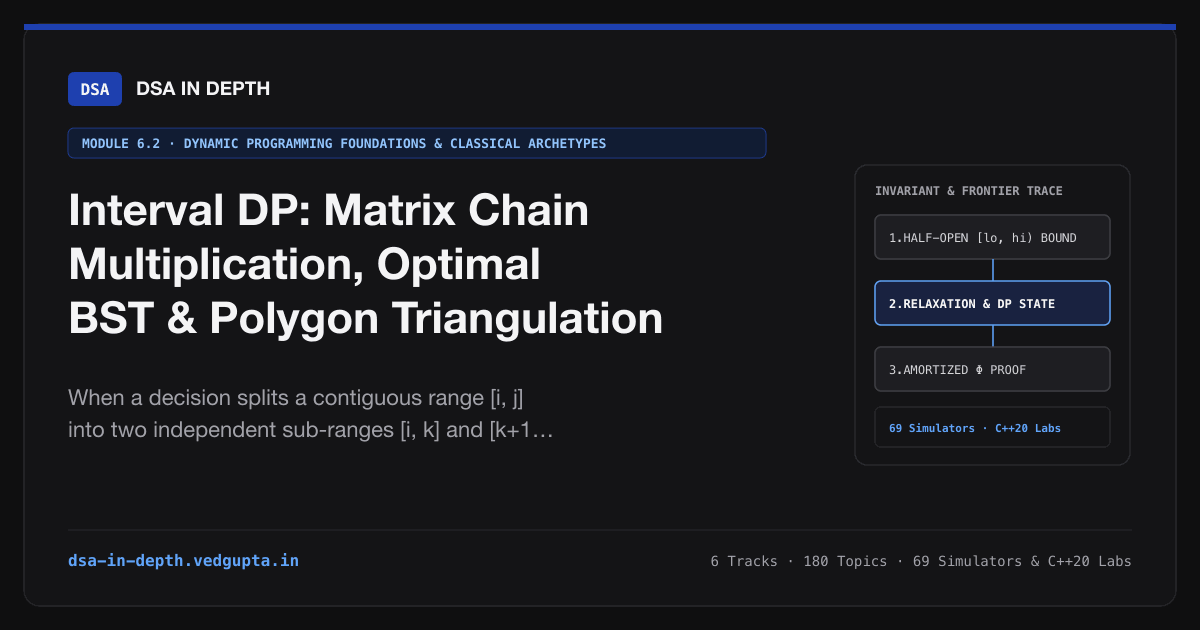 DSA
DSA IN DEPTH
MODULE 6.2 · DYNAMIC PROGRAMMING FOUNDATIONS & CLASSICAL ARCHETYPES
Interval DP: Matrix Chain
Multiplication, Optimal
BST & Polygon Triangulation
When a decision splits a contiguous range [i, j]
into two independent sub-ranges [i, k] and [k+1…
INVARIANT & FRONTIER TRACE
1.HALF-OPEN [lo, hi) BOUND
2.RELAXATION & DP STATE
3.AMORTIZED Φ PROOF
69 Simulators · C++20 Labs
dsa-in-depth.vedgupta.in
6 Tracks · 180 Topics · 69 Simulators & C++20 Labs